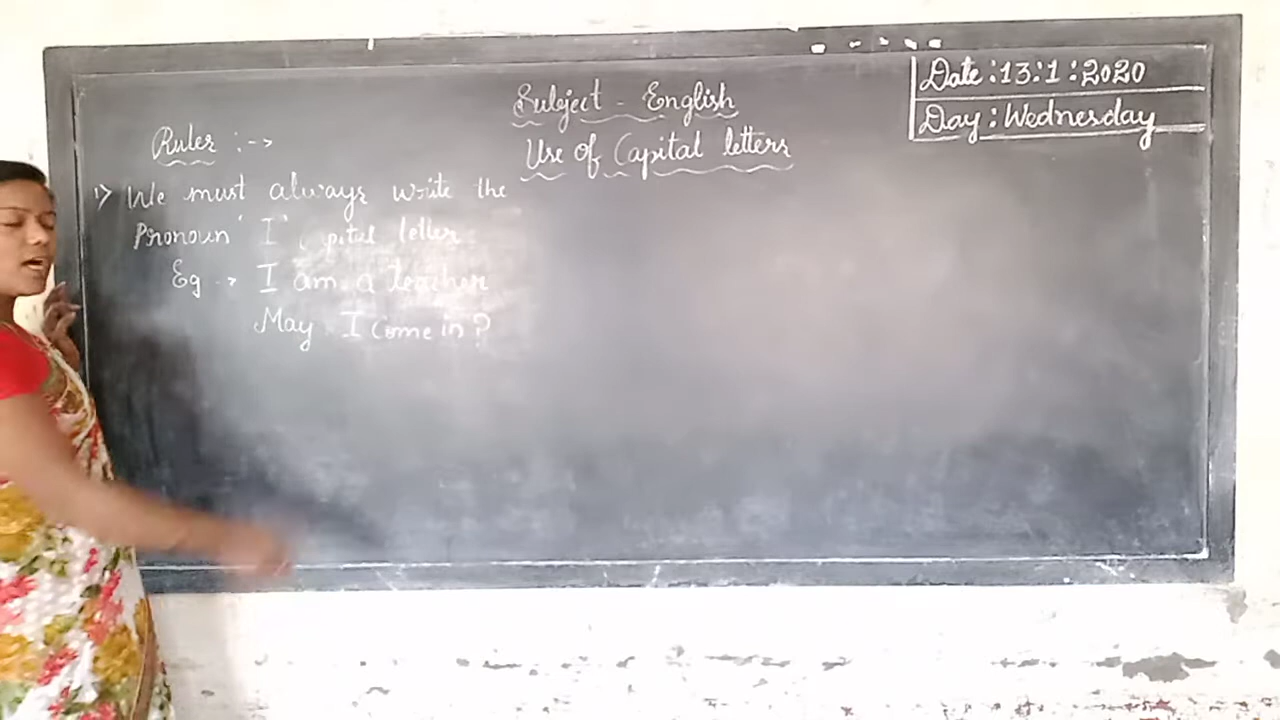 Date : 13 : 1 : 2020
Day : Wednesday
Subject - English
Use of Capital letters
Rules :->
1> We must always write the
Pronoun 'I' Capital letter
Eg -> I am a teacher
May I Come in ?